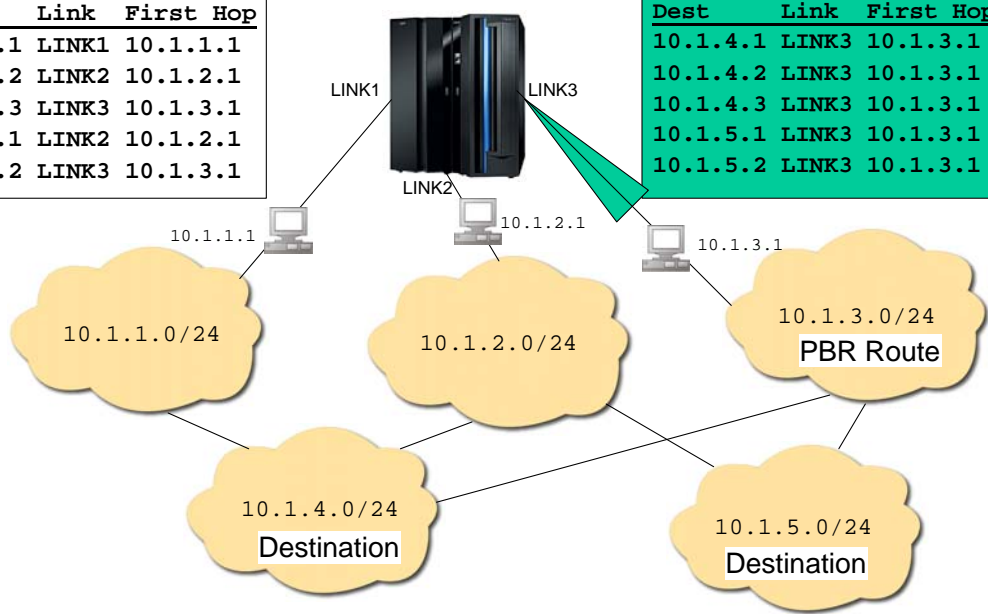 Link First Hop
.1 LINK1 10.1.1.1
.2 LINK2 10.1.2.1
.3 LINK3 10.1.3.1
.1 LINK2 10.1.2.1
.2 LINK3 10.1.3.1
Dest Link First Hop
10.1.4.1 LINK3 10.1.3.1
10.1.4.2 LINK3 10.1.3.1
10.1.4.3 LINK3 10.1.3.1
10.1.5.1 LINK3 10.1.3.1
10.1.5.2 LINK3 10.1.3.1
LINK1
LINK3
LINK2
10.1.1.1
10.1.2.1
10.1.3.1
10.1.1.0/24
10.1.2.0/24
10.1.3.0/24
PBR Route
10.1.4.0/24
Destination
10.1.5.0/24
Destination